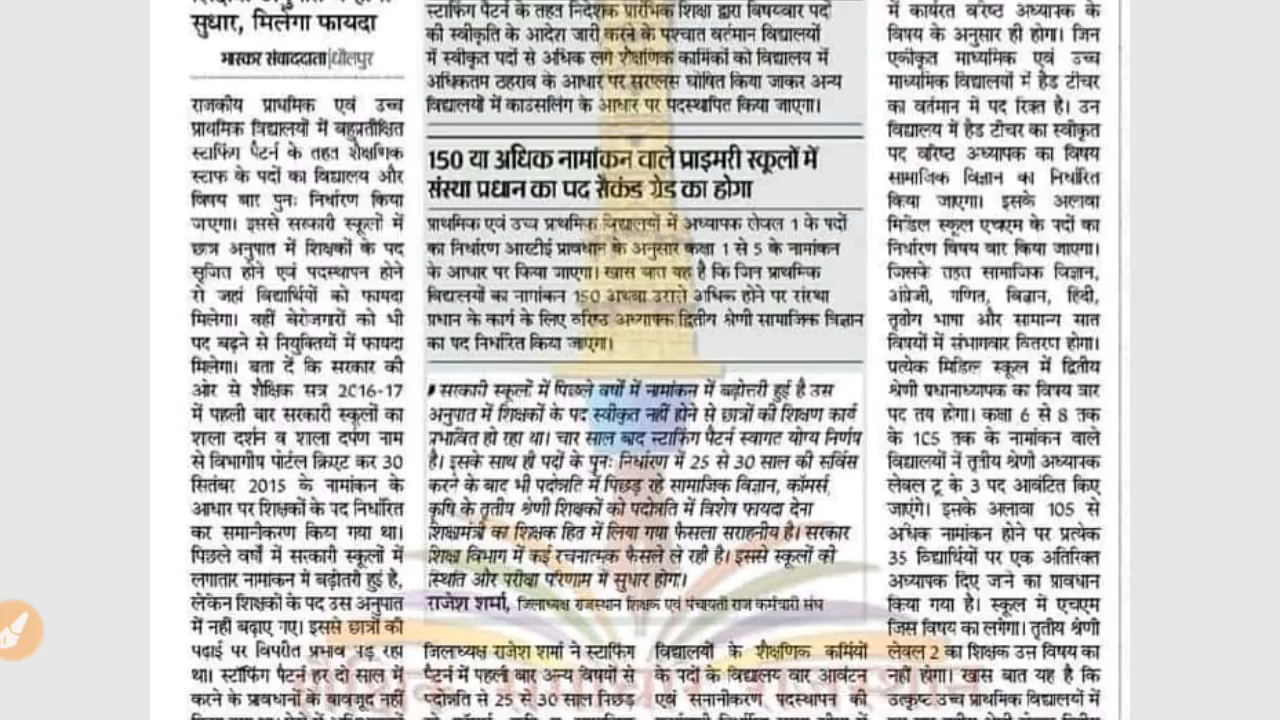 सुधार, मिलेगा फायदा
भास्कर संवाददाता|धौलपुर
राजकीय प्राथमिक एवं उच्च
प्राथमिक विद्यालयों में बहुप्रतीक्षित
स्टाफिंग पैटर्न के तहत शैक्षणिक
स्टाफ के पदों का विद्यालय और
विषय बार पुनः निर्धारण किया
जाएगा। इससे सरकारी स्कूलों में
छात्र अनुपात में शिक्षकों के पद
सृजित होने एवं पदस्थापन होने
से जहां विद्यार्थियों को फायदा
मिलेगा। वहीं बेरोजगारों को भी
पद बढ़ने से नियुक्तियों में फायदा
मिलेगा। बता दें कि सरकार की
ओर से शैक्षिक सत्र 2016-17
में पहली बार सरकारी स्कूलों का
शाला दर्शन व शाला दर्पण नाम
से विभागीय पोर्टल क्रिएट कर 30
सितंबर 2015 के नामांकन के
आधार पर शिक्षकों के पद निर्धारित
कर समानीकरण किया गया था।
पिछले वर्षों में सरकारी स्कूलों में
लगातार नामांकन में बढ़ोतरी हुई है,
लेकिन शिक्षकों के पद उस अनुपात
में नहीं बढ़ाए गए। इससे छात्रों की
पढाई पर विपरीत प्रभाव पड़ रहा
था। स्टॉफिंग पैटर्न हर दो साल में
करने के प्रावधानों के बावजूद नहीं
स्टाफिंग पैटर्न के तहत निदेशक प्रारंभिक शिक्षा द्वारा विषयवार पदों
की स्वीकृति के आदेश जारी करने के पश्चात वर्तमान विद्यालयों
में स्वीकृत पदों से अधिक लगे शैक्षणिक कार्मिकों को विद्यालय में
अधिकतम ठहराव के आधार पर सरप्लस घोषित किया जाकर अन्य
विद्यालयों में काउंसलिंग के आधार पर पदस्थापित किया जाएगा।
150 या अधिक नामांकन वाले प्राइमरी स्कूलों में
संस्था प्रधान का पद सैकंड ग्रेड का होगा
प्राथमिक एवं उच्च प्रथमिक विद्यालयों में अध्यापक लेवल 1 के पदों
का निर्धारण आरटीई प्रावधान के अनुसार कक्षा 1 से 5 के नामांकन
के आधार पर किया जाएगा। खास बात यह है कि जिन प्राथमिक
विद्यालयों का नामांकन 150 अथवा उससे अधिक होने पर संस्था
प्रधान के कार्य के लिए वरिष्ठ अध्यापक द्वितीय श्रेणी सामाजिक विज्ञान
का पद निर्धारित किया जाएगा।
सरकारी स्कूलों में पिछले वर्षों में नामांकन में बढ़ोत्तरी हुई है उस
अनुपात में शिक्षकों के पद स्वीकृत नहीं होने से छात्रों की शिक्षण कार्य
प्रभावित हो रहा था। चार साल बाद स्टाफिंग पैटर्न स्वागत योग्य निर्णय
है। इसके साथ ही पदों के पुनः निर्धारण में 25 से 30 साल की सर्विस
करने के बाद भी पदोन्नति में पिछड़ रहे सामाजिक विज्ञान, कॉमर्स,
कृषि के तृतीय श्रेणी शिक्षकों को पदोन्नति में विशेष फायदा देना
शिक्षामंत्री का शिक्षक हित में लिया गया फैसला सराहनीय है। सरकार
शिक्षा विभाग में कई रचनात्मक फैसले ले रही है। इससे स्कूलों की
स्थिति और परीक्षा परिणाम में सुधार होगा।
राजेश शर्मा, जिलाध्यक्ष राजस्थान शिक्षक एवं पंचायती राज कर्मचारी संघ
जिलध्यक्ष राजेश शर्मा ने स्टाफिंग
पैटर्न में पहली बार अन्य विषयों से
पदोन्नति से 25 से 30 साल पिछड़
विद्यालयों के शैक्षणिक कर्मियों
के पदों के विद्यालय वार आवंटन
एवं समानीकरण पदस्थापन की
में कार्यरत वरिष्ठ अध्यापक के
विषय के अनुसार ही होगा। जिन
एकीकृत माध्यमिक एवं उच्च
माध्यमिक विद्यालयों में हैड टीचर
का वर्तमान में पद रिक्त है। उन
विद्यालय में हैड टीचर का स्वीकृत
पद वरिष्ठ अध्यापक का विषय
सामाजिक विज्ञान का निर्धारित
किया जाएगा। इसके अलावा
मिडिल स्कूल एचएम के पदों का
निर्धारण विषय वार किया जाएगा।
जिसके तहत सामाजिक विज्ञान,
अंग्रेजी, गणित, विज्ञान, हिंदी,
तृतीय भाषा और सामान्य सात
विषयों में संभागवार वितरण होगा।
प्रत्येक मिडिल स्कूल में द्वितीय
श्रेणी प्रधानाध्यापक का विषय वार
पद तय होगा। कक्षा 6 से 8 तक
के 105 तक के नामांकन वाले
विद्यालयों में तृतीय श्रेणी अध्यापक
लेवल टू के 3 पद आवंटित किए
जाएंगे। इसके अलावा 105 से
अधिक नामांकन होने पर प्रत्येक
35 विद्यार्थियों पर एक अतिरिक्त
अध्यापक दिए जाने का प्रावधान
किया गया है। स्कूल में एचएम
जिस विषय का लगेगा। तृतीय श्रेणी
लेवल 2 का शिक्षक उस विषय का
नहीं होगा। खास बात यह है कि
उत्कृष्ट उच्च प्राथमिक विद्यालयों में